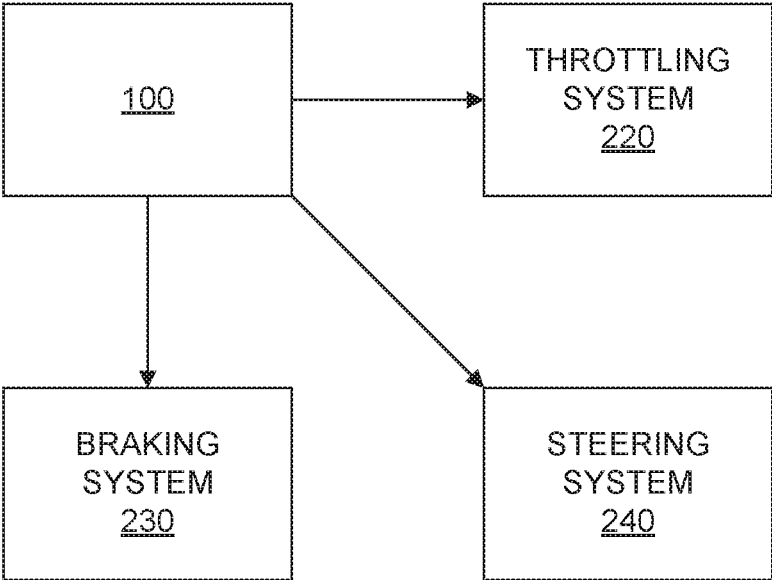 100
THROTTLING
SYSTEM
220
BRAKING
SYSTEM
230
STEERING
SYSTEM
240